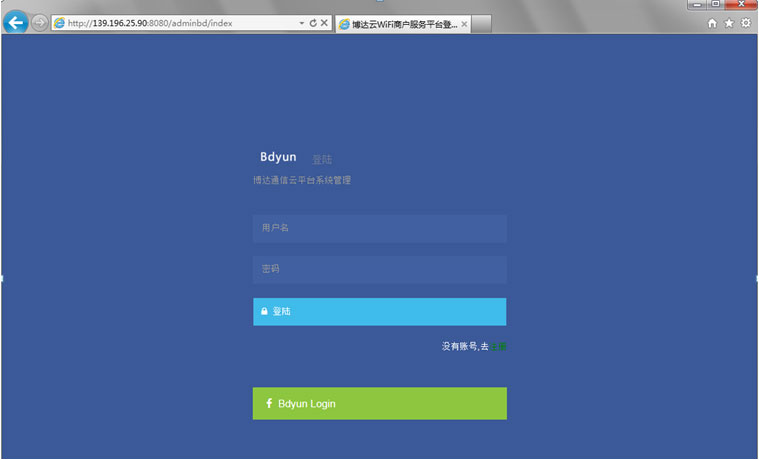 http://139.196.25.90:8080/adminbd/index
博达云WiFi商户服务平台登...
Bdyun 登陆
博达通信云平台系统管理
用户名
密码
登陆
没有账号,去注册
Bdyun Login